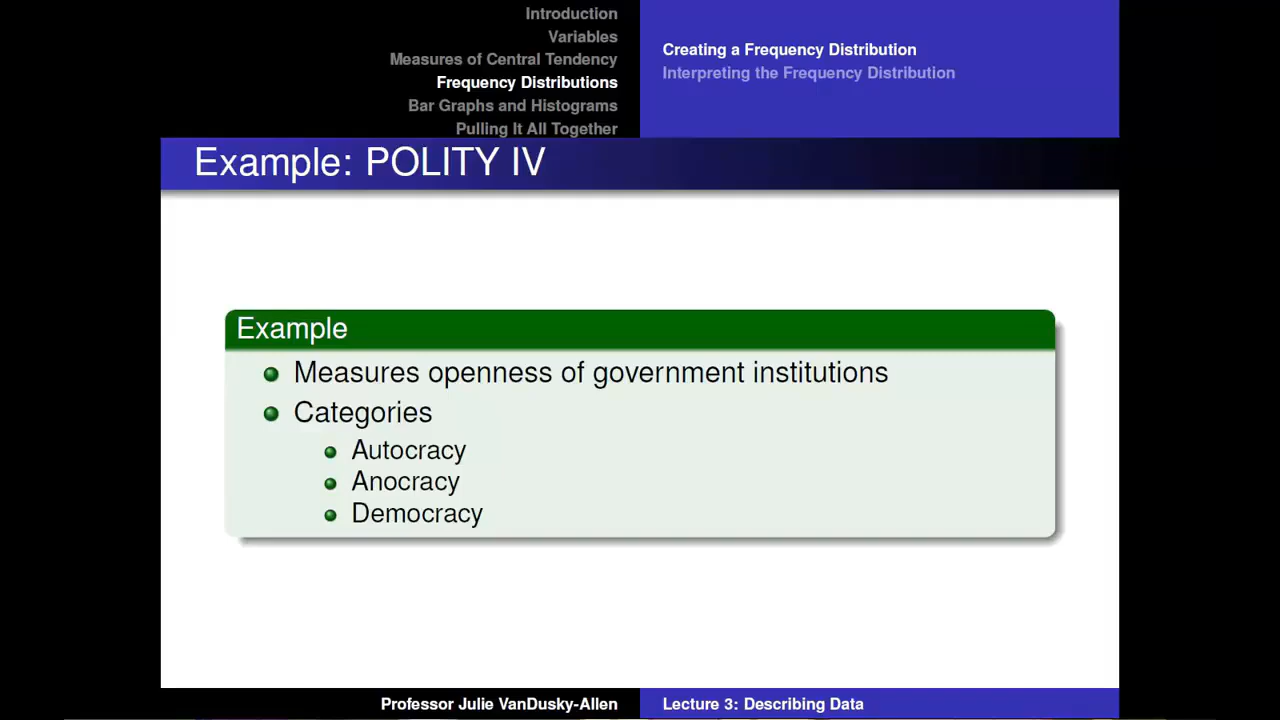 Introduction
Variables
Measures of Central Tendency
Frequency Distributions
Bar Graphs and Histograms
Pulling It All Together
Creating a Frequency Distribution
Interpreting the Frequency Distribution
Example: POLITY IV
Example
Measures openness of government institutions
Categories
Autocracy
Anocracy
Democracy
Professor Julie VanDusky-Allen
Lecture 3: Describing Data